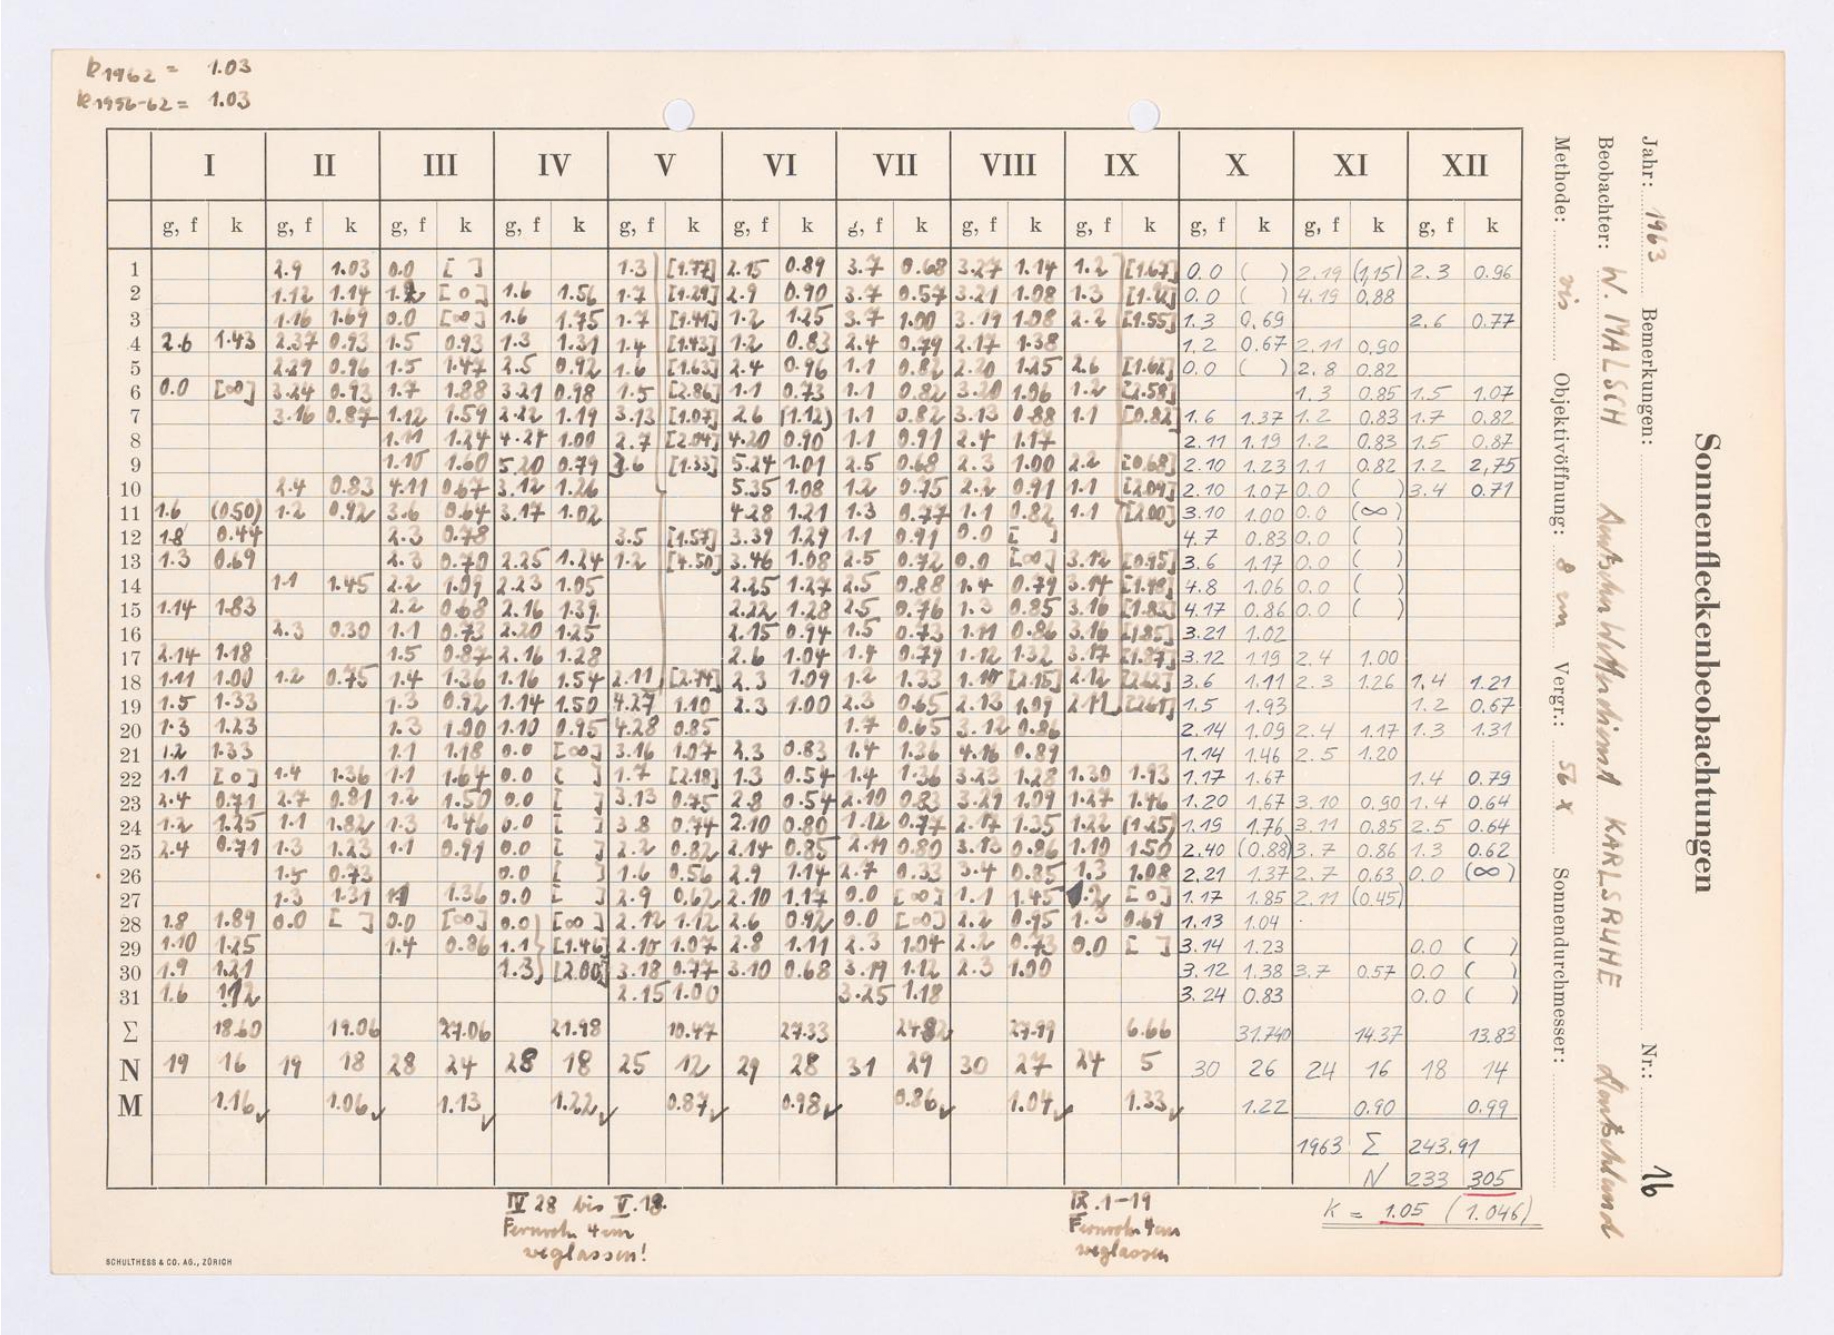 k1962 = 1.03
k1956-62 = 1.03
I II III IV V VI VII VIII IX X XI XII
g, f k g, f k g, f k g, f k g, f k g, f k g, f k g, f k g, f k g, f k g, f k g, f k
1 2.9 1.03 0.0 [ ] 1.3 [1.77] 2.15 0.89 3.7 0.68 3.27 1.14 1.2 [1.67] 0.0 ( ) 2.19 (1,15) 2.3 0.96
2 1.12 1.14 [0] 1.6 1.56 1.7 [1.29] 2.9 0.90 3.7 0.57 3.21 1.08 1.3 0.0 ( ) 4.19 0,88
3 1.16 1.69 0.0 [∞] 1.6 1.75 1.7 [1.41] 1.2 1.25 3.7 1.00 3.19 1.08 2.2 [1.55] 1.3 0,69 2.6 0.77
4 2.6 1.43 2.37 0.93 1.5 0.93 1.3 1.31 1.4 [1.43] 1.2 0.83 2.4 0.79 2.17 1.38 1.2 0.67 2.11 0,90
5 2.29 0.96 1.5 1.47 2.5 0.92 1.6 [1.63] 2.4 0.96 1.1 0.82 2.20 1.25 2.6 [1.62] 0.0 ( ) 2.8 0.82
6 0.0 [∞] 3.24 0.93 1.7 1.88 3.21 0.98 1.5 [2.86] 1.1 0.73 1.1 0.82 3.20 1.06 1.2 [2.58] 1.3 0.85 1.5 1.07
7 3.16 0.87 1.12 1.59 2.22 1.19 3.13 [1.07] 2.6 (1.12) 1.1 0.82 3.13 0.88 1.1 [0.82] 1.6 1.37 1.2 0.83 1.7 0.82
8 1.11 1.24 4.27 1.00 2.7 [2.04] 4.20 0.90 1.1 0.91 2.4 1.17 2.11 1.19 1.2 0.83 1.5 0.87
9 1.10 1.60 5.20 0.79 3.6 [1.33] 5.24 1.01 2.5 0.68 2.3 1.00 2.2 [0.68] 2.10 1.23 1.1 0.82 1.2 2,75
10 2.4 0.83 4.11 0.67 3.12 1.26 5.35 1.08 1.2 0.75 2.2 0.91 1.1 [2.09] 2.10 1.07 0.0 ( ) 3.4 0.71
11 1.6 (0.50) 1.2 0.92 3.6 0.64 3.17 1.02 4.28 1.21 1.3 0.77 1.1 0.82 1.1 [2.00] 3.10 1.00 0.0 (∞)
12 1.8 0.44 2.3 0.78 3.5 [1.57] 3.39 1.29 1.1 0.91 0.0 [ ] 4.7 0.83 0.0 ( )
13 1.3 0.69 2.3 0.70 2.25 1.24 1.2 [4.50] 3.46 1.08 2.5 0.72 0.0 [∞] 3.12 [0.95] 3.6 1.17 0.0 ( )
14 1.1 1.45 2.2 1.09 2.23 1.05 2.25 1.27 2.5 0.88 1.4 0.79 3.14 [1.48] 4.8 1.06 0.0 ( )
15 1.14 1.83 2.2 0.68 2.16 1.39 2.22 1.28 2.5 0.76 1.3 0.85 3.16 [1.83] 4.17 0.86 0.0 ( )
16 2.3 0.30 1.1 0.73 2.20 1.25 2.15 0.94 1.5 0.73 1.11 0.86 3.16 [1.85] 3.21 1.02
17 2.14 1.18 1.5 0.87 2.16 1.28 2.6 1.04 1.4 0.79 1.12 1.32 3.17 [1.87] 3.12 1.19 2.4 1.00
18 1.11 1.00 1.2 0.75 1.4 1.36 1.16 1.54 2.11 [2.74] 2.3 1.09 1.2 1.33 1.10 [2.15] 2.12 [2.62] 3.6 1.11 2.3 1.26 1.4 1.21
19 1.5 1.33 1.3 0.92 1.14 1.50 4.27 1.10 2.3 1.00 2.3 0.65 2.13 1.09 2.11 [2.61] 1.5 1.93 1.2 0.67
20 1.3 1.23 1.3 1.00 1.10 0.95 4.28 0.85 1.7 0.65 3.12 0.86 2.14 1.09 2.4 1.17 1.3 1.31
21 1.2 1.33 1.1 1.18 0.0 [∞] 3.16 1.07 2.3 0.83 1.4 1.36 4.16 0.89 1.14 1.46 2.5 1.20
22 1.1 [0] 1.4 1.36 1.1 1.64 0.0 [ ] 1.7 [2.18] 1.3 0.54 1.4 1.36 3.23 1.28 1.30 1.93 1.17 1.67 1.4 0.79
23 2.4 0.71 2.7 0.81 1.2 1.50 0.0 [ ] 3.13 0.75 2.8 0.54 2.10 0.83 3.29 1.09 1.27 1.46 1.20 1,67 3.10 0,90 1.4 0.64
24 1.2 1.25 1.1 1.82 1.3 1.46 0.0 [ ] 3.8 0.74 2.10 0.80 1.12 0.77 2.17 1.35 1.22 (1.25) 1.19 1.76 3.11 0,85 2.5 0.64
25 2.4 0.71 1.3 1.23 1.1 0.91 0.0 [ ] 2.2 0.82 2.14 0.85 2.11 0.80 3.13 0.86 1.10 1.50 2.40 (0.88) 3.7 0.86 1.3 0.62
26 1.5 0.73 0.0 [ ] 1.6 0.56 2.9 1.14 2.7 0.33 3.4 0.85 1.3 1.08 2.21 1.37 2.7 0.63 0.0 (∞)
27 1.3 1.31 1.1 1.36 0.0 [ ] 2.9 0.62 2.10 1.17 0.0 [∞] 1.1 1.45 [0] 1.17 1.85 2.11 (0.45)
28 1.8 1.89 0.0 [ ] 0.0 [∞] 0.0 [∞] 2.12 1.12 2.6 0.92 0.0 [∞] 2.2 0.95 1.3 0.69 1.13 1.04
29 1.10 1.25 1.4 0.86 1.1 [1.46] 2.10 1.07 2.8 1.11 2.3 1.04 2.2 0.73 0.0 [ ] 3.14 1.23 0.0 ( )
30 1.9 1.21 1.3 [2.00] 3.18 0.77 3.10 0.68 3.19 1.12 2.3 1.00 3.12 1.38 3.7 0.57 0.0 ( )
31 1.6 1.12 2.15 1.00 3.25 1.18 3.24 0.83 0.0 ( )
Σ 18.60 19.06 27.06 21.98 10.47 27.33 24.82 27.99 6.66 31.740 14.37 13.83
N 19 16 19 18 28 24 28 18 25 12 29 28 31 29 30 27 24 5 30 26 24 16 18 14
M 1.16✓ 1.06✓ 1.13✓ 1.22✓ 0.87✓ 0.98✓ 0.86✓ 1.04✓ 1.33✓ 1.22 0.90 0.99
1963 Σ 243.91
N 233 305
K = 1.05 (1.046)
IV 28 bis V.18.
Fernrohr 4 cm
weglassen!
IX.1-19
Fernrohr 4 cm
weglassen
SCHULTHESS & CO. AG., ZÜRICH
Sonnenfleckenbeobachtungen
Jahr: 1963 Bemerkungen: Nr.: 16
Beobachter: W. MALSCH KARLSRUHE Deutschland
Methode: vis Objektivöffnung: 8 cm Vergr.: 56 x Sonnendurchmesser: